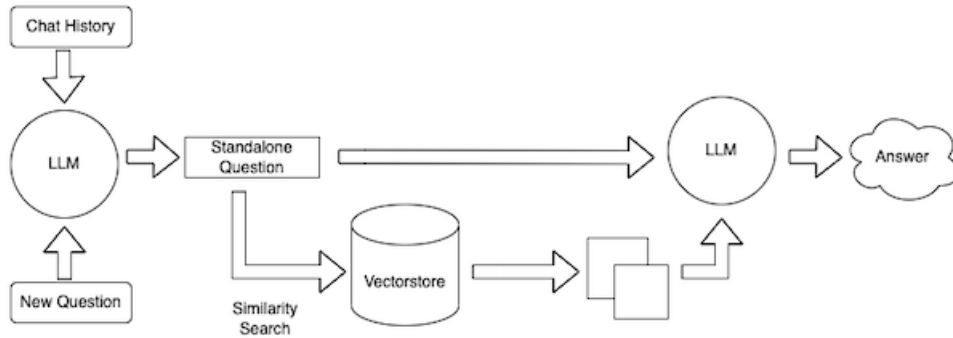 Chat History
LLM
New Question
Standalone
Question
Similarity
Search
Vectorstore
LLM
Answer